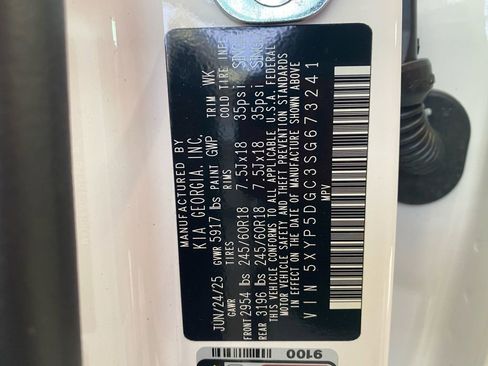 MANUFACTURED BY
KIA GEORGIA, INC.
JUN/24/25 GVWR 5917 lbs PAINT GWP TRIM WK
GAWR TIRES RIMS COLD TIRE INFL
FRONT 2954 lbs 245/60R18 7.5Jx18 35psi SDNG
REAR 3196 lbs 245/60R18 7.5Jx18 35psi SDNG
THIS VEHICLE CONFORMS TO ALL APPLICABLE U.S.A. FEDERAL
MOTOR VEHICLE SAFETY AND THEFT PREVENTION STANDARDS
IN EFFECT ON THE DATE OF MANUFACTURE SHOWN ABOVE
VIN 5XYP5DGC3SG673241
MPV
9100